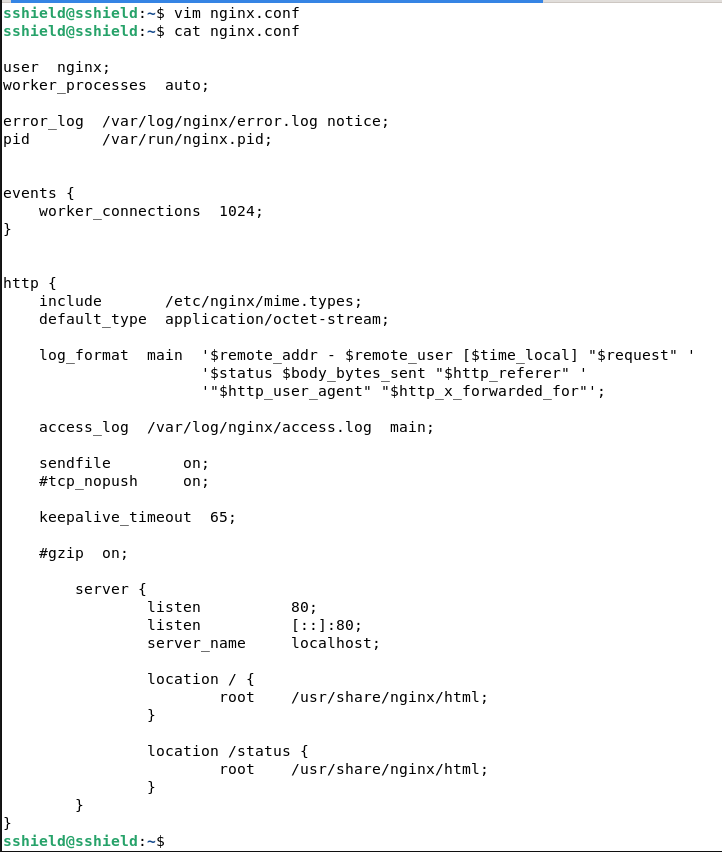 sshield@sshield:~$ vim nginx.conf
sshield@sshield:~$ cat nginx.conf

user  nginx;
worker_processes  auto;

error_log  /var/log/nginx/error.log notice;
pid        /var/run/nginx.pid;


events {
    worker_connections  1024;
}


http {
    include       /etc/nginx/mime.types;
    default_type  application/octet-stream;

    log_format  main  '$remote_addr - $remote_user [$time_local] "$request" '
                      '$status $body_bytes_sent "$http_referer" '
                      '"$http_user_agent" "$http_x_forwarded_for"';

    access_log  /var/log/nginx/access.log  main;

    sendfile        on;
    #tcp_nopush     on;

    keepalive_timeout  65;

    #gzip  on;

        server {
                listen          80;
                listen          [::]:80;
                server_name     localhost;

                location / {
                        root    /usr/share/nginx/html;
                }

                location /status {
                        root    /usr/share/nginx/html;
                }
        }
}
sshield@sshield:~$